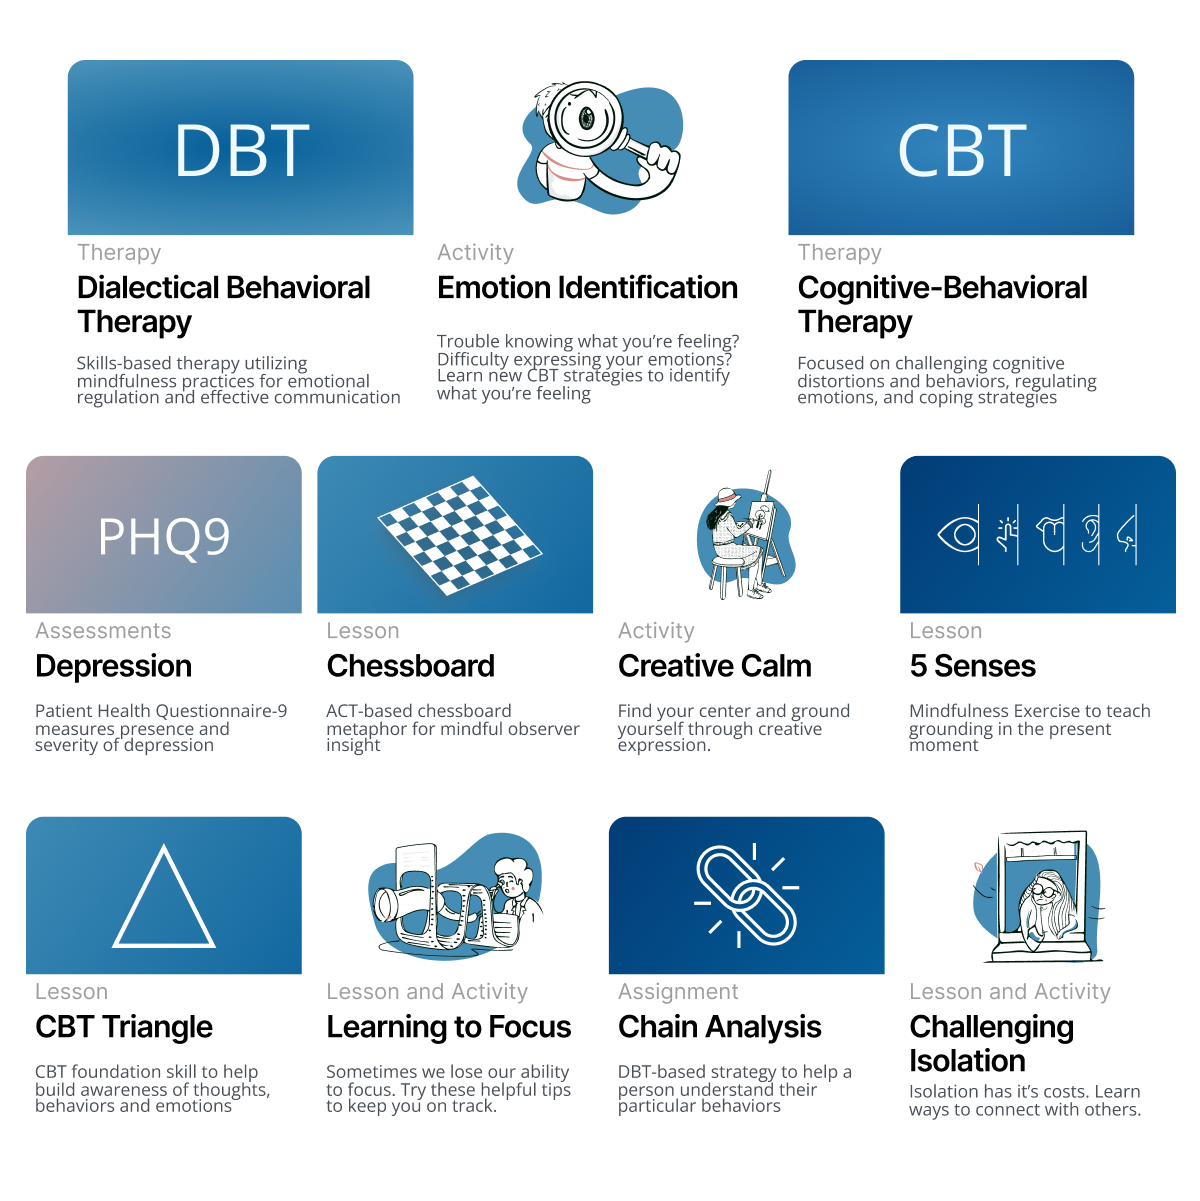 DBT
Therapy
Dialectical Behavioral
Therapy
Skills-based therapy utilizing
mindfulness practices for emotional
regulation and effective communication
Activity
Emotion Identification
Trouble knowing what you’re feeling?
Difficulty expressing your emotions?
Learn new CBT strategies to identify
what you’re feeling
CBT
Therapy
Cognitive-Behavioral
Therapy
Focused on challenging cognitive
distortions and behaviors, regulating
emotions, and coping strategies
PHQ9
Assessments
Depression
Patient Health Questionnaire-9
measures presence and
severity of depression
Lesson
Chessboard
ACT-based chessboard
metaphor for mindful observer
insight
Activity
Creative Calm
Find your center and ground
yourself through creative
expression.
Lesson
5 Senses
Mindfulness Exercise to teach
grounding in the present
moment
Lesson
CBT Triangle
CBT foundation skill to help
build awareness of thoughts,
behaviors and emotions
Lesson and Activity
Learning to Focus
Sometimes we lose our ability
to focus. Try these helpful tips
to keep you on track.
Assignment
Chain Analysis
DBT-based strategy to help a
person understand their
particular behaviors
Lesson and Activity
Challenging
Isolation
Isolation has it’s costs. Learn
ways to connect with others.